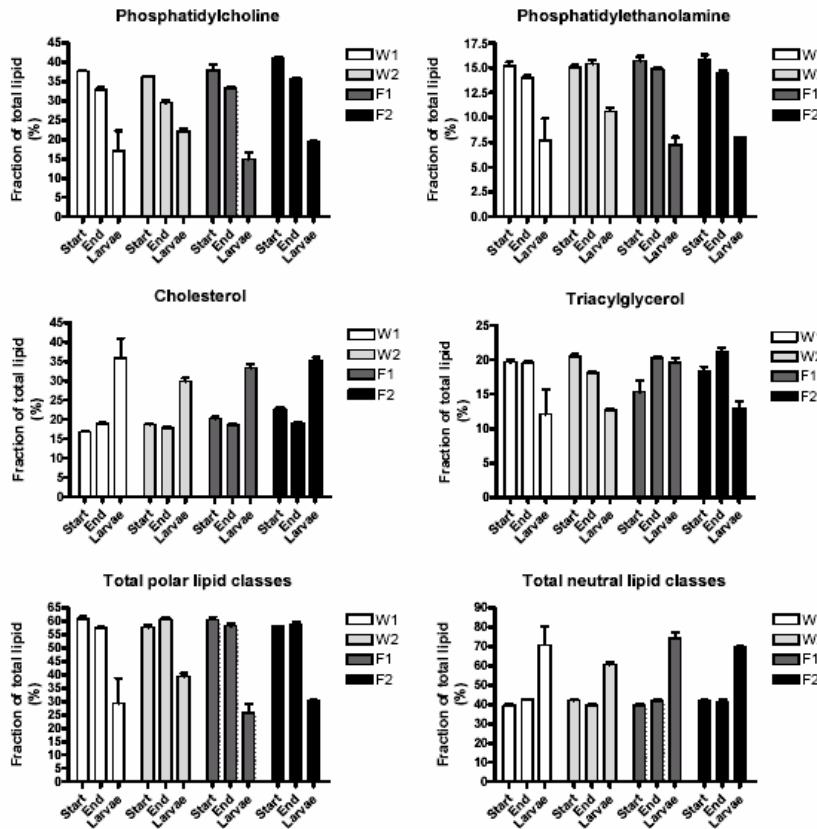 Phosphatidylcholine
Fraction of total lipid
(%)
45
40
35
30
25
20
15
10
5
0
Start
End
Larvae
Start
End
Larvae
Start
End
Larvae
Start
End
Larvae
W1
W2
F1
F2
Phosphatidylethanolamine
Fraction of total lipid
(%)
17.5
15.0
12.5
10.0
7.5
5.0
2.5
0.0
Start
End
Larvae
Start
End
Larvae
Start
End
Larvae
Start
End
Larvae
W1
W2
F1
F2
Cholesterol
Fraction of total lipid
(%)
45
40
35
30
25
20
15
10
5
0
Start
End
Larvae
Start
End
Larvae
Start
End
Larvae
Start
End
Larvae
W1
W2
F1
F2
Triacylglycerol
Fraction of total lipid
(%)
25
20
15
10
5
0
Start
End
Larvae
Start
End
Larvae
Start
End
Larvae
Start
End
Larvae
W1
W2
F1
F2
Total polar lipid classes
Fraction of total lipid
(%)
65
60
55
50
45
40
35
30
25
20
15
10
5
0
Start
End
Larvae
Start
End
Larvae
Start
End
Larvae
Start
End
Larvae
W1
W2
F1
F2
Total neutral lipid classes
Fraction of total lipid
(%)
90
80
70
60
50
40
30
20
10
0
Start
End
Larvae
Start
End
Larvae
Start
End
Larvae
Start
End
Larvae
W1
W2
F1
F2